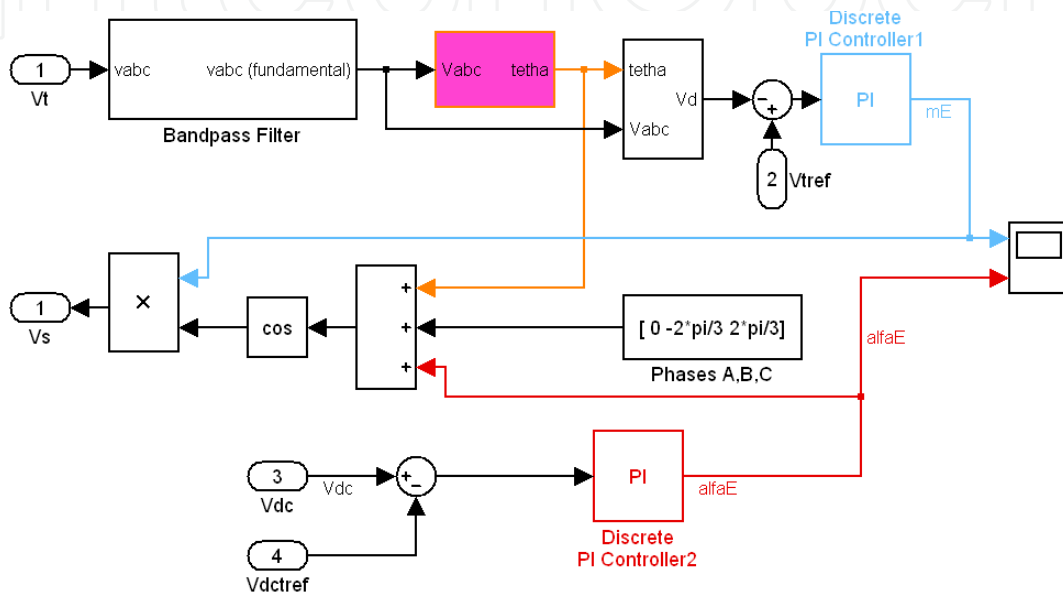 Discrete
PI Controller1
1
Vt
vabc
vabc (fundamental)
Bandpass Filter
Vabc
tetha
tetha
Vabc
Vd
-
+
PI
mE
2
Vtref
×
1
Vs
cos
+
+
+
[ 0 -2*pi/3 2*pi/3]
Phases A,B,C
alfaE
3
Vdc
Vdc
+
-
4
Vdctref
PI
alfaE
Discrete
PI Controller2